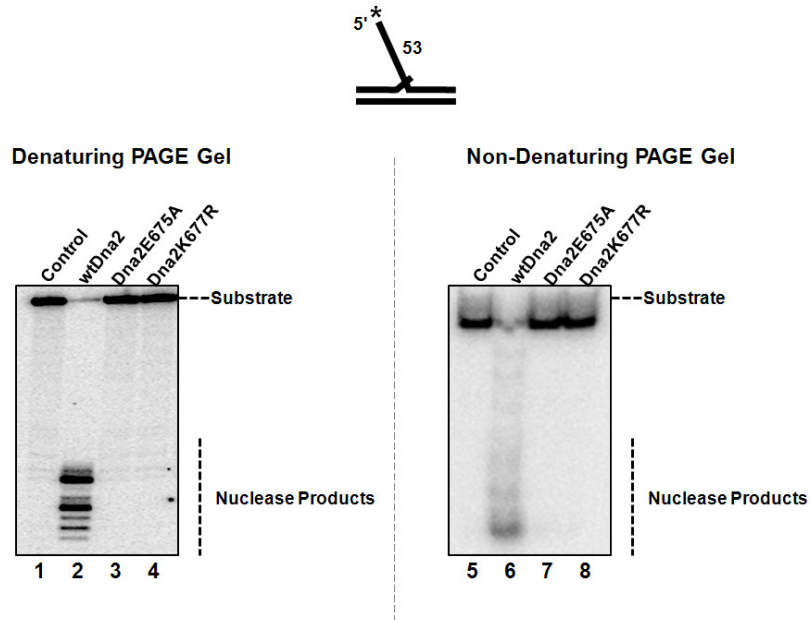 5' *
53
Denaturing PAGE Gel
Non-Denaturing PAGE Gel
Control
wtDna2
Dna2E675A
Dna2K677R
Control
wtDna2
Dna2E675A
Dna2K677R
Substrate
Substrate
Nuclease Products
Nuclease Products
1 2 3 4
5 6 7 8